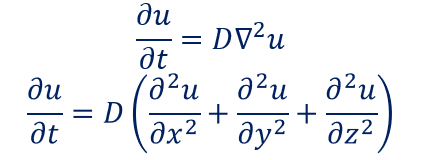 ∂u/∂t = D∇²u
∂u/∂t = D(∂²u/∂x² + ∂²u/∂y² + ∂²u/∂z²)